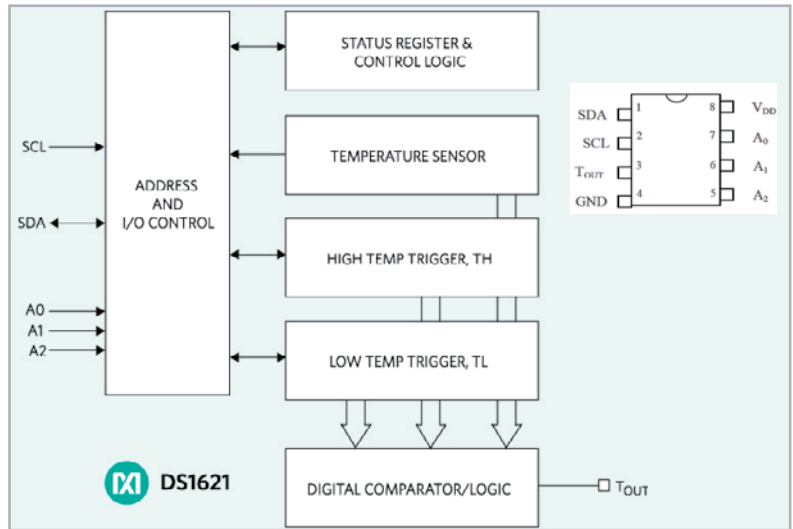 STATUS REGISTER &
CONTROL LOGIC
SCL
TEMPERATURE SENSOR
ADDRESS
AND
I/O CONTROL
SDA
HIGH TEMP TRIGGER, TH
A0
A1
A2
LOW TEMP TRIGGER, TL
DS1621
DIGITAL COMPARATOR/LOGIC
TOUT
SDA 1 8 VDD
SCL 2 7 A0
TOUT 3 6 A1
GND 4 5 A2